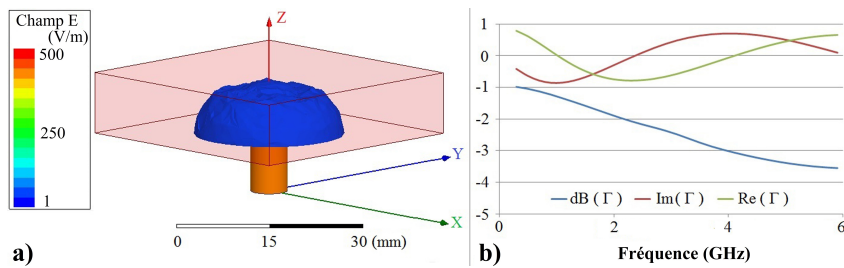 Champ E
(V/m)
500
250
1
Z
Y
X
0 15 30 (mm)
a)
1
0
-1
-2
-3
-4
-5
dB ( Γ ) Im( Γ ) Re ( Γ )
0 2 4 6
Fréquence (GHz)
b)